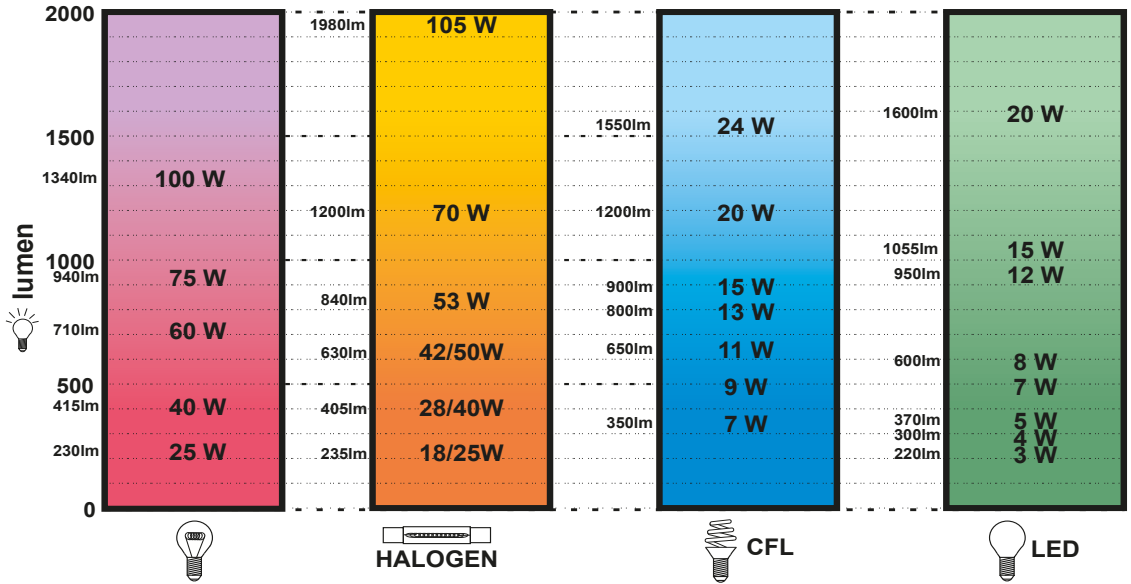 2000
1500
1340lm
1000
940lm
710lm
500
415lm
230lm
0
lumen
100 W
75 W
60 W
40 W
25 W
1980lm
1200lm
840lm
630lm
405lm
235lm
105 W
70 W
53 W
42/50W
28/40W
18/25W
HALOGEN
1550lm
1200lm
900lm
800lm
650lm
350lm
24 W
20 W
15 W
13 W
11 W
9 W
7 W
CFL
1600lm
1055lm
950lm
600lm
370lm
300lm
220lm
20 W
15 W
12 W
8 W
7 W
5 W
4 W
3 W
LED